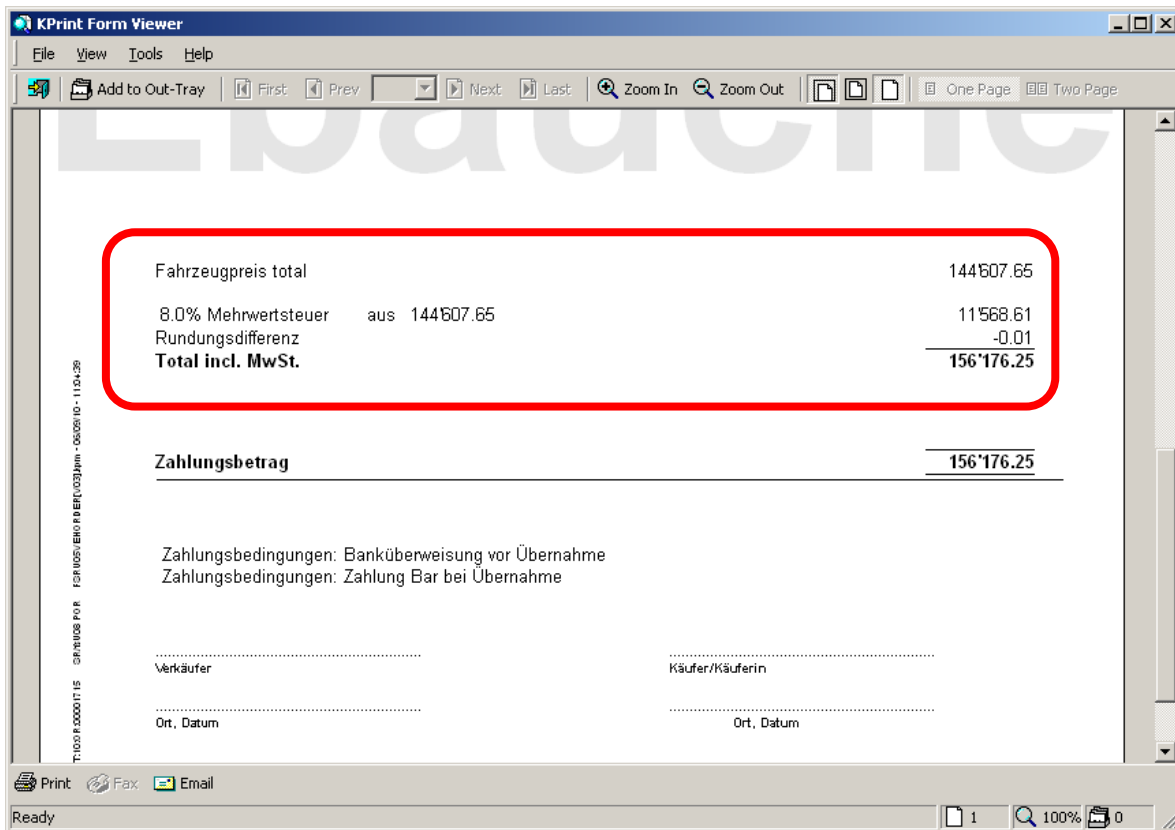 KPrint Form Viewer
File View Tools Help
Add to Out-Tray First Prev Next Last Zoom In Zoom Out One Page Two Page
Ebauche
Fahrzeugpreis total 144'607.65
8.0% Mehrwertsteuer aus 144'607.65 11'568.61
Rundungsdifferenz -0.01
Total incl. MwSt. 156'176.25
Zahlungsbetrag 156'176.25
Zahlungsbedingungen: Banküberweisung vor Übernahme
Zahlungsbedingungen: Zahlung Bar bei Übernahme
Verkäufer Käufer/Käuferin
Ort, Datum Ort, Datum
Print Fax Email
Ready 1 100% 0